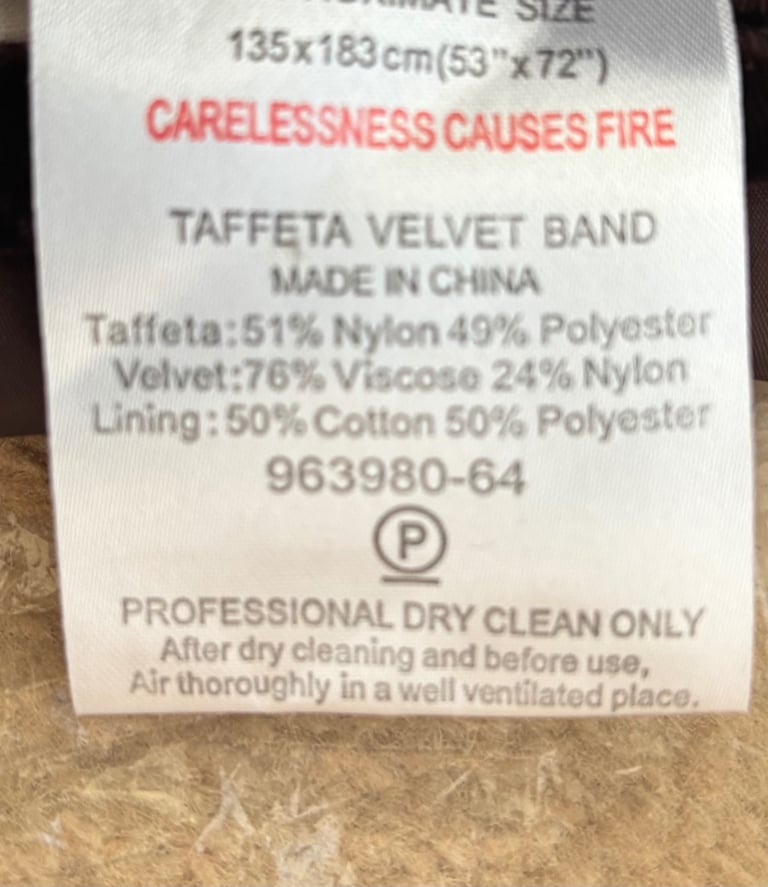 SIZE
135x183cm(53"x72")
CARELESSNESS CAUSES FIRE
TAFFETA VELVET BAND
MADE IN CHINA
Taffeta:51% Nylon 49% Polyester
Velvet:76% Viscose 24% Nylon
Lining:50% Cotton 50% Polyester
963980-64
P
PROFESSIONAL DRY CLEAN ONLY
After dry cleaning and before use,
Air thoroughly in a well ventilated place.